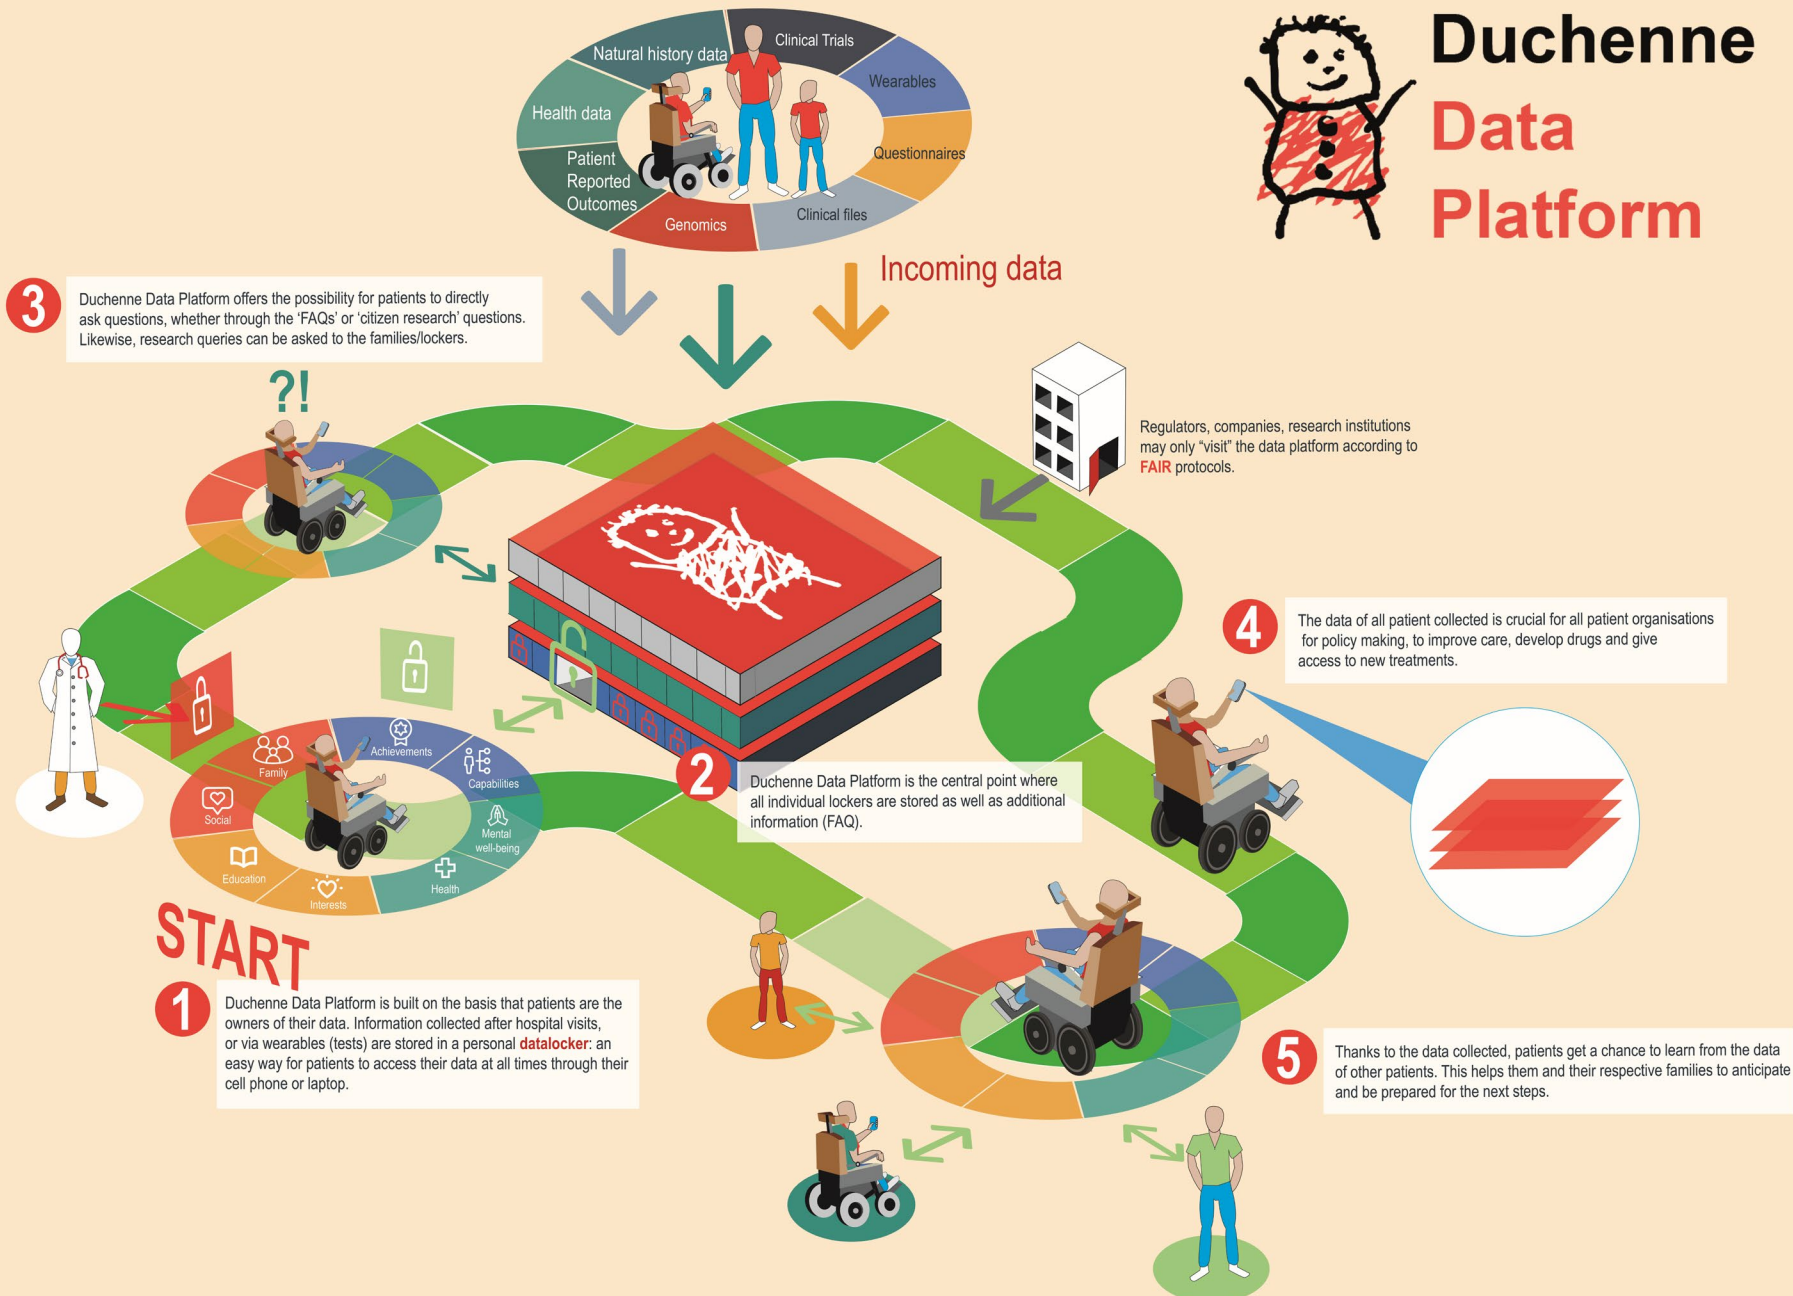 Duchenne
Data
Platform
Natural history data
Clinical Trials
Wearables
Health data
Questionnaires
Patient
Reported
Outcomes
Genomics
Clinical files
Incoming data
3
Duchenne Data Platform offers the possibility for patients to directly
ask questions, whether through the ‘FAQs’ or ‘citizen research’ questions.
Likewise, research queries can be asked to the families/lockers.
?!
Regulators, companies, research institutions
may only “visit” the data platform according to
FAIR protocols.
4
The data of all patient collected is crucial for all patient organisations
for policy making, to improve care, develop drugs and give
access to new treatments.
Family
Achievements
Capabilities
Social
Mental
well-being
Education
Interests
Health
2
Duchenne Data Platform is the central point where
all individual lockers are stored as well as additional
information (FAQ).
START
1
Duchenne Data Platform is built on the basis that patients are the
owners of their data. Information collected after hospital visits,
or via wearables (tests) are stored in a personal datalocker: an
easy way for patients to access their data at all times through their
cell phone or laptop.
5
Thanks to the data collected, patients get a chance to learn from the data
of other patients. This helps them and their respective families to anticipate
and be prepared for the next steps.